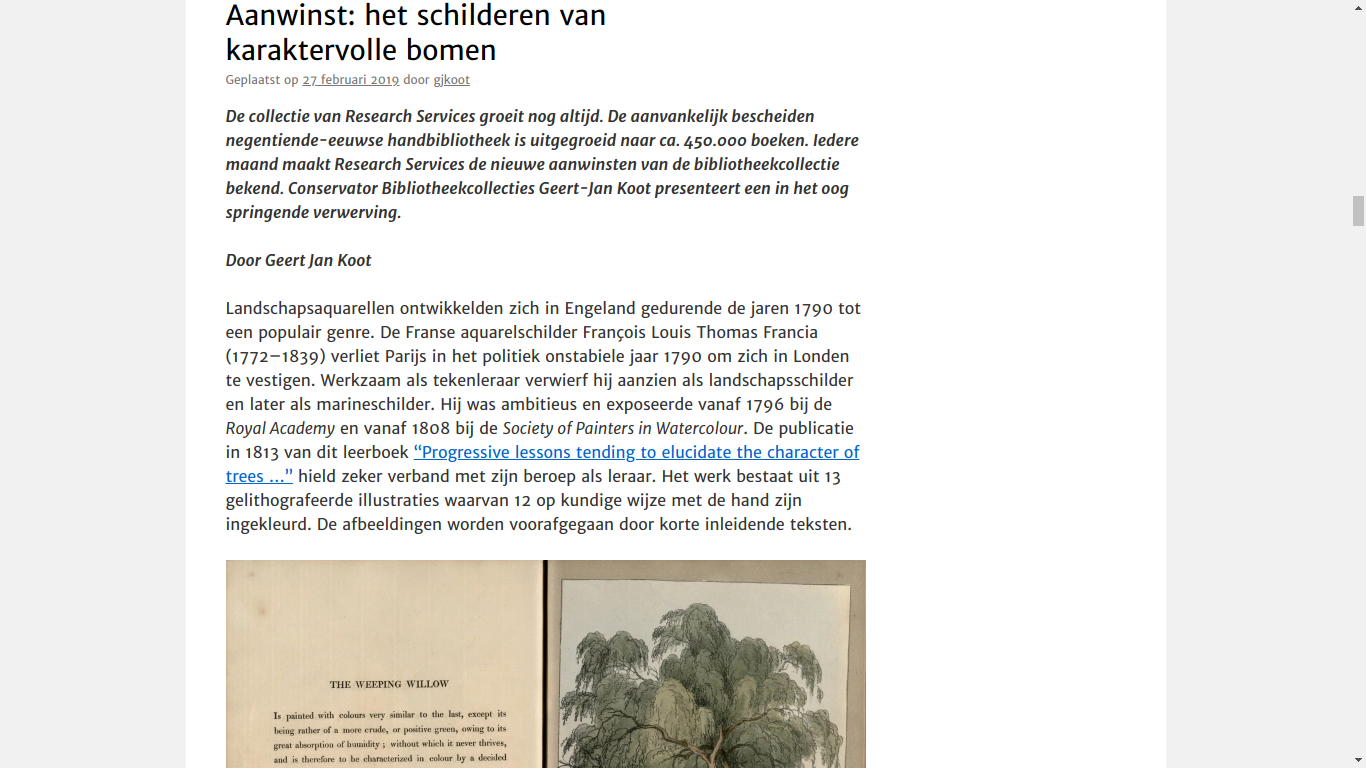 Aanwinst: het schilderen van
karaktervolle bomen
Geplaatst op 27 februari 2019 door gjkoot
De collectie van Research Services groeit nog altijd. De aanvankelijk bescheiden
negentiende-eeuwse handbibliotheek is uitgegroeid naar ca. 450.000 boeken. Iedere
maand maakt Research Services de nieuwe aanwinsten van de bibliotheekcollectie
bekend. Conservator Bibliotheekcollecties Geert-Jan Koot presenteert een in het oog
springende verwerving.
Door Geert Jan Koot
Landschapsaquarellen ontwikkelden zich in Engeland gedurende de jaren 1790 tot
een populair genre. De Franse aquarelschilder François Louis Thomas Francia
(1772–1839) verliet Parijs in het politiek onstabiele jaar 1790 om zich in Londen
te vestigen. Werkzaam als tekenleraar verwierf hij aanzien als landschapsschilder
en later als marineschilder. Hij was ambitieus en exposeerde vanaf 1796 bij de
Royal Academy en vanaf 1808 bij de Society of Painters in Watercolour. De publicatie
in 1813 van dit leerboek “Progressive lessons tending to elucidate the character of
trees …” hield zeker verband met zijn beroep als leraar. Het werk bestaat uit 13
gelithografeerde illustraties waarvan 12 op kundige wijze met de hand zijn
ingekleurd. De afbeeldingen worden voorafgegaan door korte inleidende teksten.
THE WEEPING WILLOW
Is painted with colours very similar to the last, except its
being rather of a more crude, or positive green, owing to its
great absorption of humidity ; without which it never thrives,
and is therefore to be characterized in colour by a decided